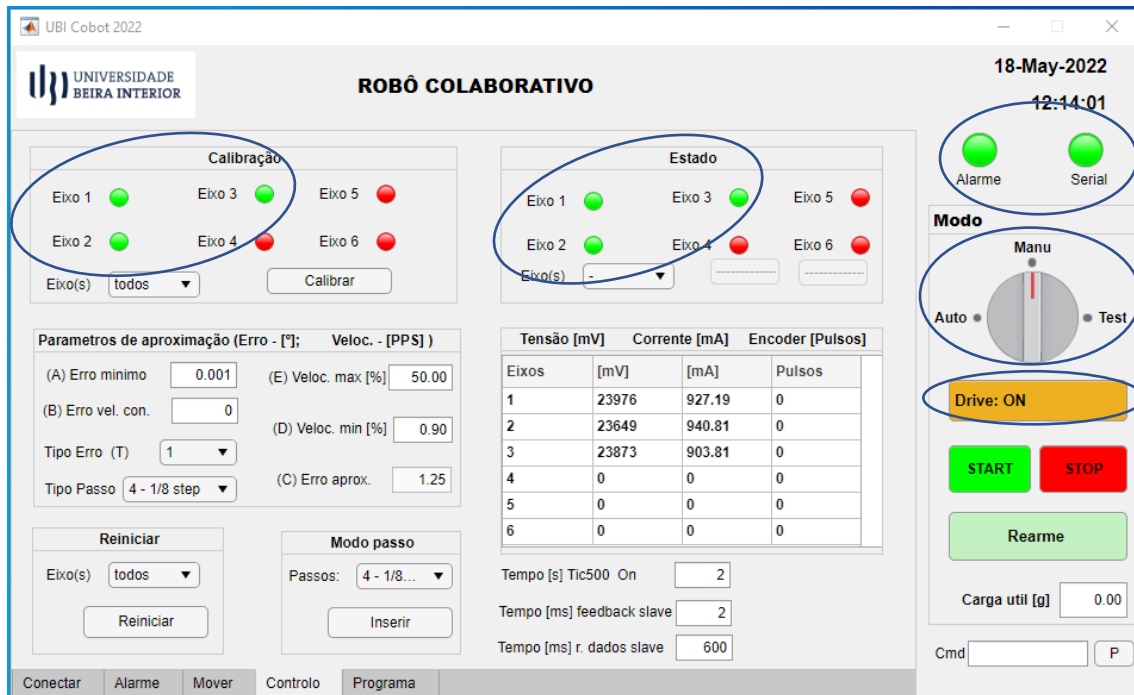 UBI Cobot 2022
UNIVERSIDADE
BEIRA INTERIOR
ROBÔ COLABORATIVO
18-May-2022
12:14:01
Calibração
Eixo 1
Eixo 3
Eixo 5
Eixo 2
Eixo 4
Eixo 6
Eixo(s)
todos
Calibrar
Estado
Eixo 1
Eixo 3
Eixo 5
Eixo 2
Eixo 4
Eixo 6
Eixo(s)
-
--------------
--------------
Alarme
Serial
Modo
Manu
Auto
Test
Drive: ON
START
STOP
Rearme
Carga util [g]
0.00
Cmd
P
Parametros de aproximação (Erro - [º]; Veloc. - [PPS] )
(A) Erro minimo
0.001
(E) Veloc. max [%]
50.00
(B) Erro vel. con.
0
(D) Veloc. min [%]
0.90
Tipo Erro (T)
1
(C) Erro aprox.
1.25
Tipo Passo
4 - 1/8 step
Tensão [mV] Corrente [mA] Encoder [Pulsos]
Eixos [mV] [mA] Pulsos
1 23976 927.19 0
2 23649 940.81 0
3 23873 903.81 0
4 0 0 0
5 0 0 0
6 0 0 0
Reiniciar
Eixo(s)
todos
Reiniciar
Modo passo
Passos:
4 - 1/8...
Inserir
Tempo [s] Tic500 On
2
Tempo [ms] feedback slave
2
Tempo [ms] r. dados slave
600
Conectar Alarme Mover Controlo Programa